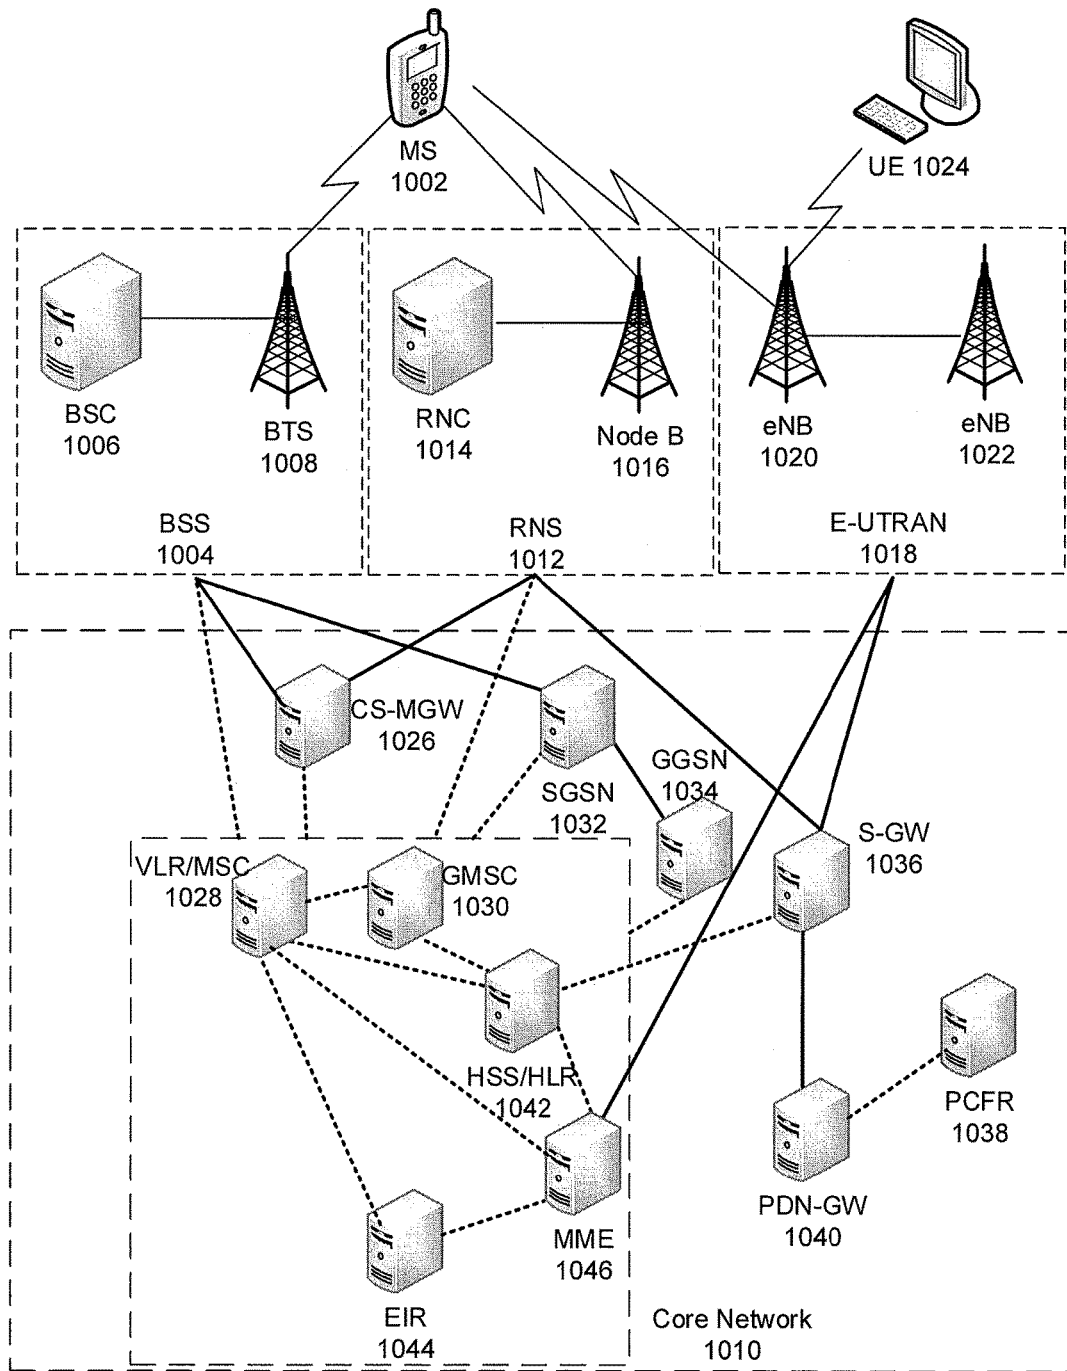 MS
1002
UE 1024
BSC
1006
BTS
1008
RNC
1014
Node B
1016
eNB
1020
eNB
1022
BSS
1004
RNS
1012
E-UTRAN
1018
CS-MGW
1026
SGSN
1032
GGSN
1034
S-GW
1036
VLR/MSC
1028
GMSC
1030
HSS/HLR
1042
PCFR
1038
PDN-GW
1040
MME
1046
EIR
1044
Core Network
1010